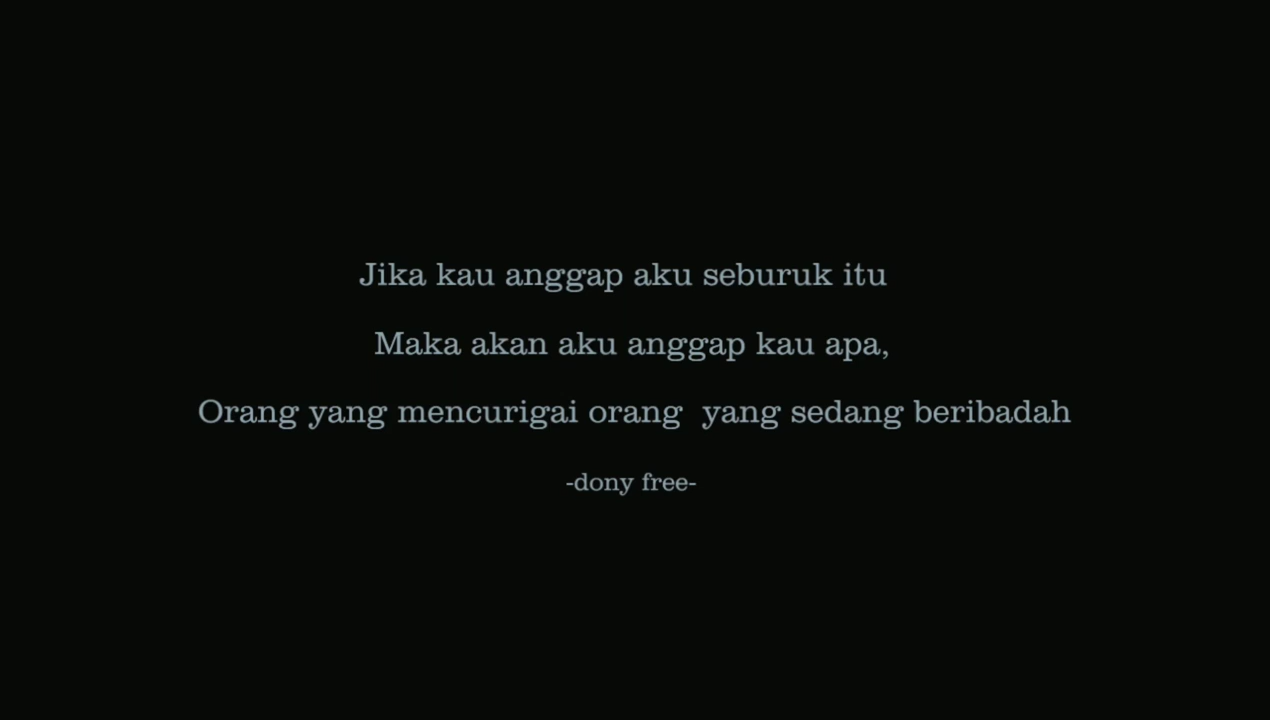 Jika kau anggap aku seburuk itu
Maka akan aku anggap kau apa,
Orang yang mencurigai orang  yang sedang beribadah
-dony free-